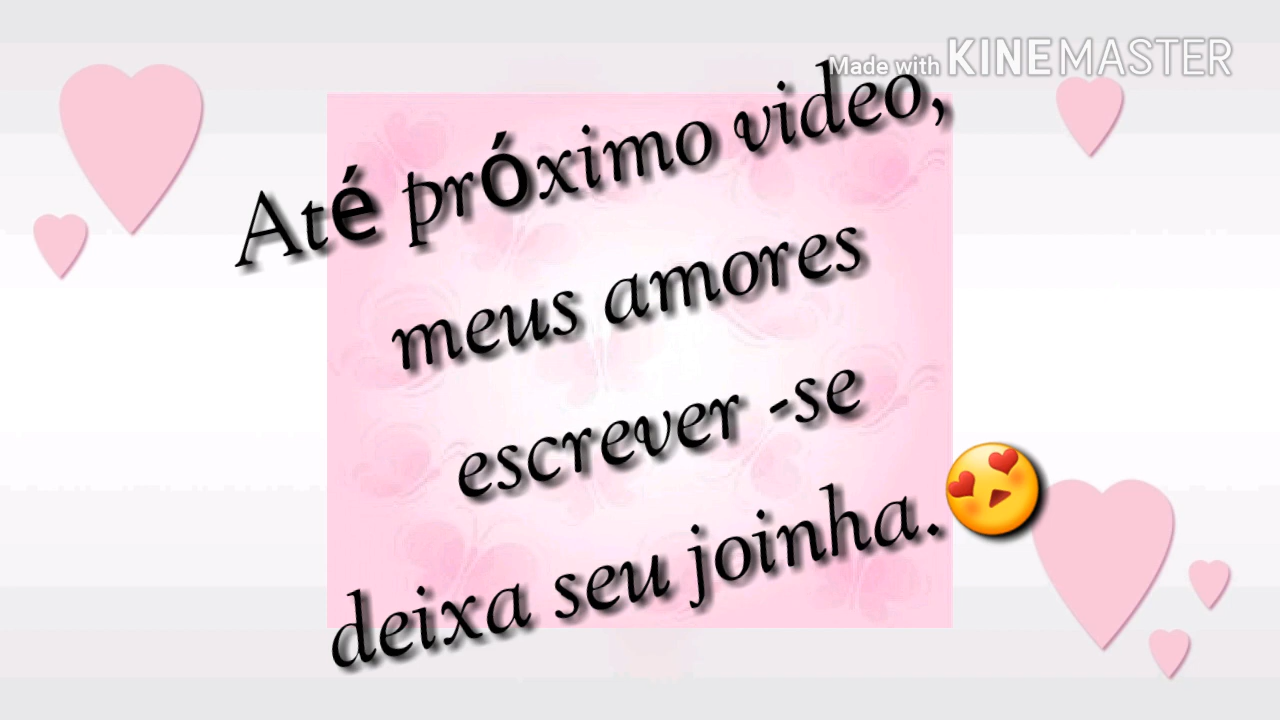 Made with KINEMASTER
Até próximo video,
meus amores
escrever -se
deixa seu joinha.